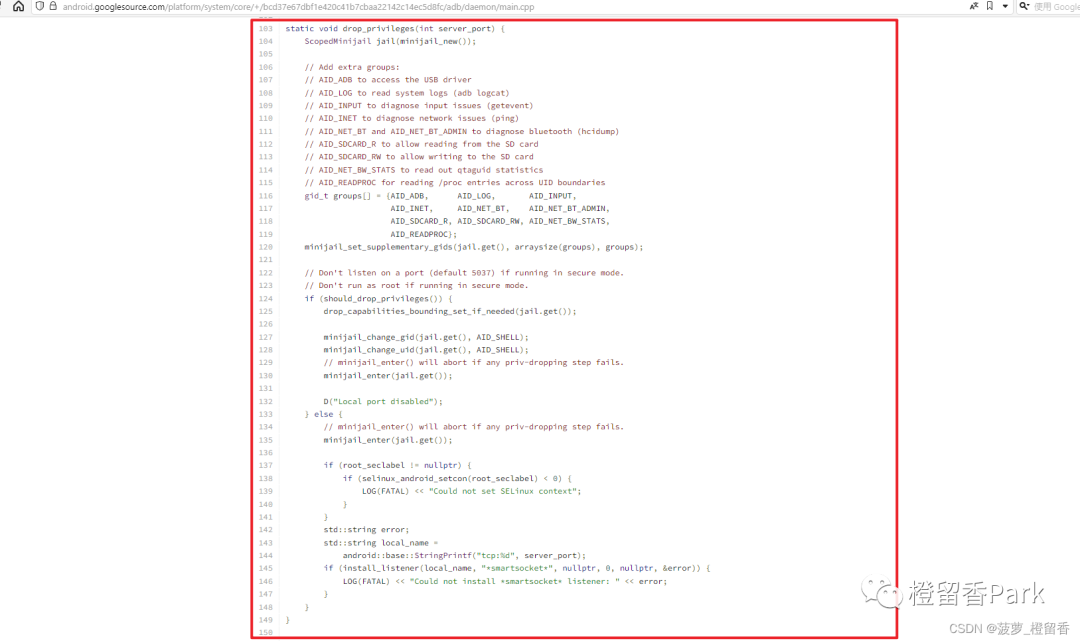 android.googlesource.com/platform/system/core/+/bcd37e67dbf1e420c41b7cbaa22142c14ec5d8fc/adb/daemon/main.cpp
使用 Google
103 static void drop_privileges(int server_port) {
104 ScopedMinijail jail(minijail_new());
105
106 // Add extra groups:
107 // AID_ADB to access the USB driver
108 // AID_LOG to read system logs (adb logcat)
109 // AID_INPUT to diagnose input issues (getevent)
110 // AID_INET to diagnose network issues (ping)
111 // AID_NET_BT and AID_NET_BT_ADMIN to diagnose bluetooth (hcidump)
112 // AID_SDCARD_R to allow reading from the SD card
113 // AID_SDCARD_RW to allow writing to the SD card
114 // AID_NET_BW_STATS to read out qtaguid statistics
115 // AID_READPROC for reading /proc entries across UID boundaries
116 gid_t groups[] = {AID_ADB, AID_LOG, AID_INPUT,
117 AID_INET, AID_NET_BT, AID_NET_BT_ADMIN,
118 AID_SDCARD_R, AID_SDCARD_RW, AID_NET_BW_STATS,
119 AID_READPROC};
120 minijail_set_supplementary_gids(jail.get(), arraysize(groups), groups);
121
122 // Don't listen on a port (default 5037) if running in secure mode.
123 // Don't run as root if running in secure mode.
124 if (should_drop_privileges()) {
125 drop_capabilities_bounding_set_if_needed(jail.get());
126
127 minijail_change_gid(jail.get(), AID_SHELL);
128 minijail_change_uid(jail.get(), AID_SHELL);
129 // minijail_enter() will abort if any priv-dropping step fails.
130 minijail_enter(jail.get());
131
132 D("Local port disabled");
133 } else {
134 // minijail_enter() will abort if any priv-dropping step fails.
135 minijail_enter(jail.get());
136
137 if (root_seclabel != nullptr) {
138 if (selinux_android_setcon(root_seclabel) < 0) {
139 LOG(FATAL) << "Could not set SELinux context";
140 }
141 }
142 std::string error;
143 std::string local_name =
144 android::base::StringPrintf("tcp:%d", server_port);
145 if (install_listener(local_name, "*smartsocket*", nullptr, 0, nullptr, &error)) {
146 LOG(FATAL) << "Could not install *smartsocket* listener: " << error;
147 }
148 }
149 }
150
橙留香Park
CSDN @菠萝_橙留香